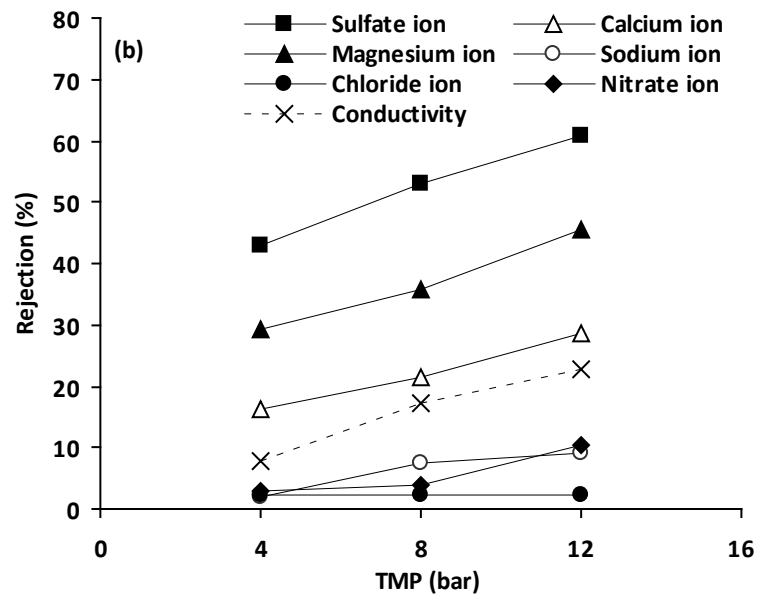 (b)
Sulfate ion
Calcium ion
Magnesium ion
Sodium ion
Chloride ion
Nitrate ion
Conductivity
Rejection (%)
80
70
60
50
40
30
20
10
0
0
4
8
12
16
TMP (bar)